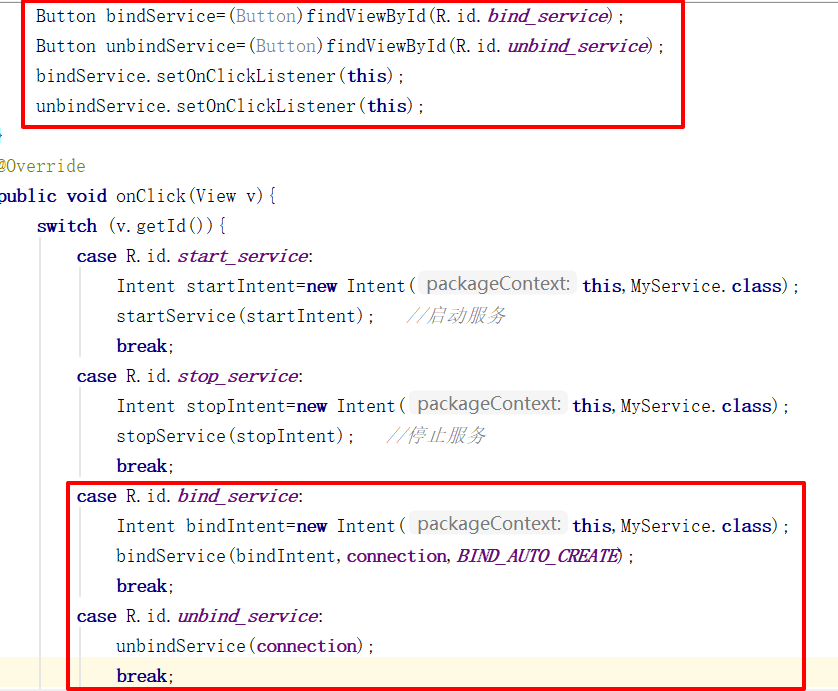 Button bindService=(Button)findViewById(R.id.bind_service);
Button unbindService=(Button)findViewById(R.id.unbind_service);
bindService.setOnClickListener(this);
unbindService.setOnClickListener(this);
}
@Override
public void onClick(View v){
switch (v.getId()){
case R.id.start_service:
Intent startIntent=new Intent( packageContext: this,MyService.class);
startService(startIntent); //启动服务
break;
case R.id.stop_service:
Intent stopIntent=new Intent( packageContext: this,MyService.class);
stopService(stopIntent); //停止服务
break;
case R.id.bind_service:
Intent bindIntent=new Intent( packageContext: this,MyService.class);
bindService(bindIntent,connection,BIND_AUTO_CREATE);
break;
case R.id.unbind_service:
unbindService(connection);
break;